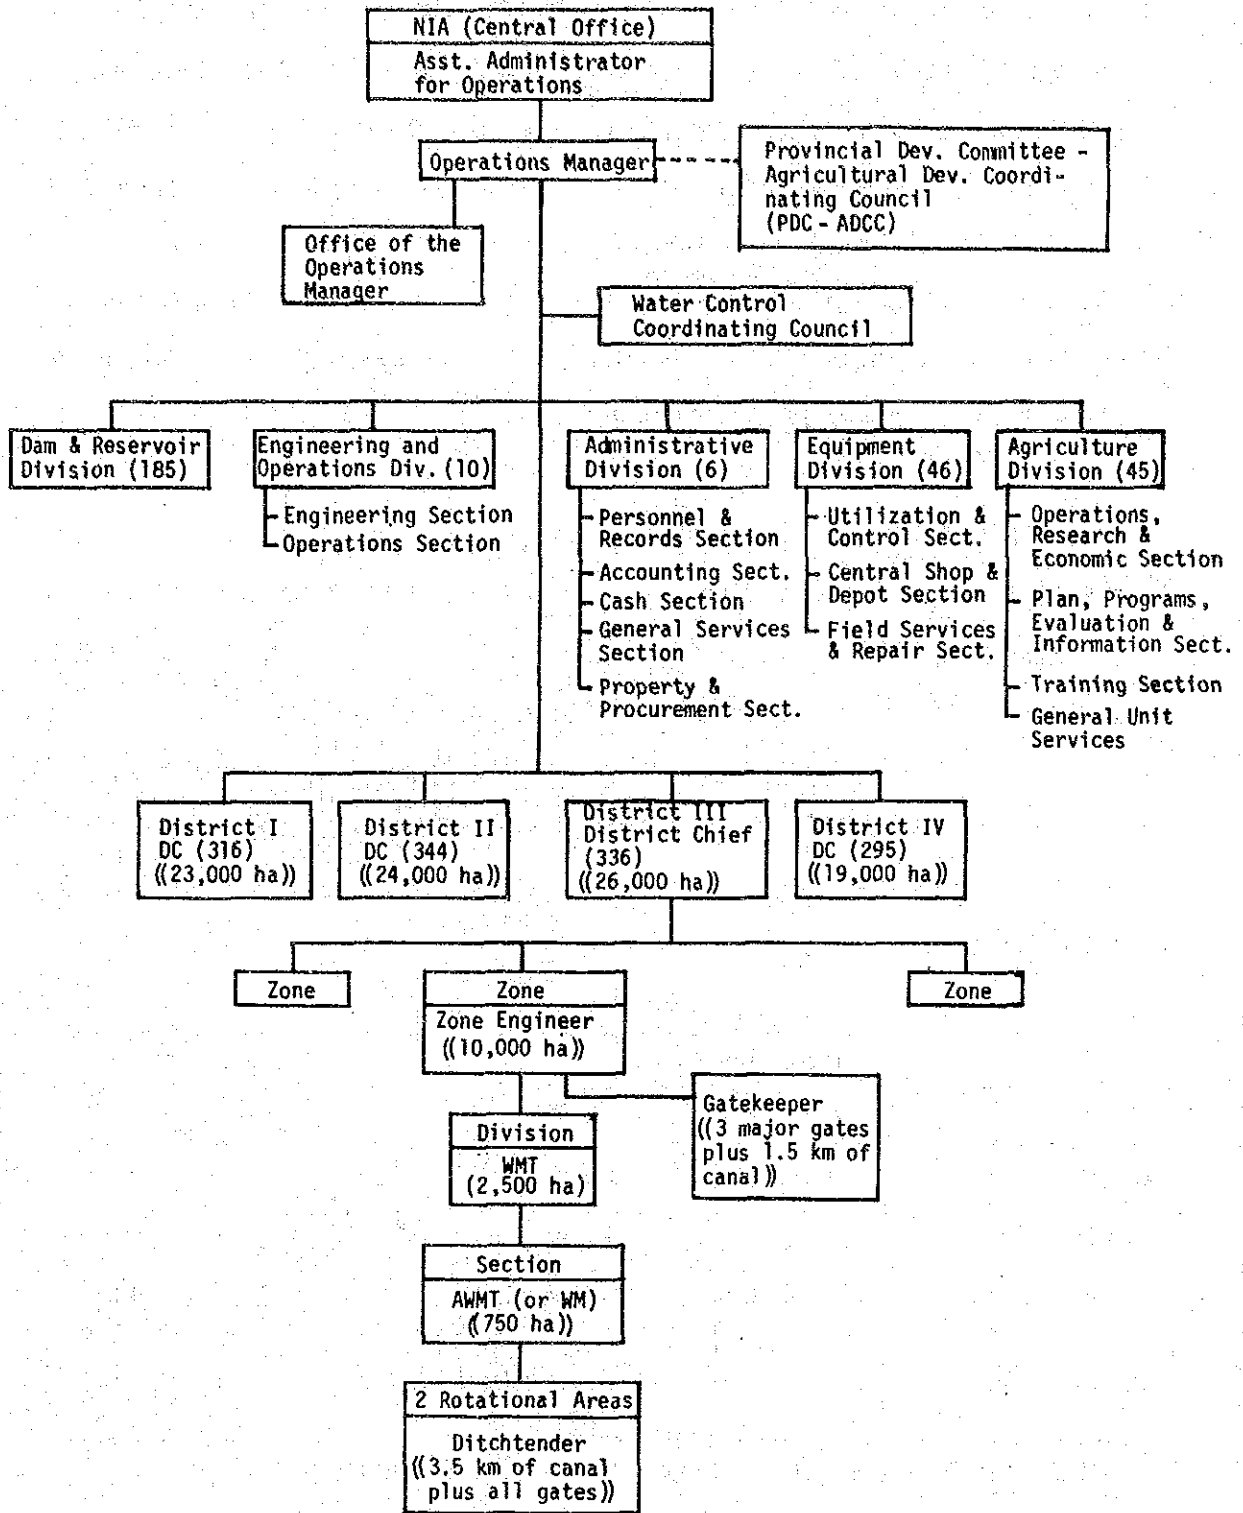 NIA (Central Office)
Asst. Administrator
for Operations
Operations Manager
Provincial Dev. Committee -
Agricultural Dev. Coordi-
nating Council
(PDC - ADCC)
Office of the
Operations
Manager
Water Control
Coordinating Council
Dam & Reservoir
Division (185)
Engineering and
Operations Div. (10)
Engineering Section
Operations Section
Administrative
Division (6)
Personnel &
Records Section
Accounting Sect.
Cash Section
General Services
Section
Property &
Procurement Sect.
Equipment
Division (46)
Utilization &
Control Sect.
Central Shop &
Depot Section
Field Services
& Repair Sect.
Agriculture
Division (45)
Operations,
Research &
Economic Section
Plan, Programs,
Evaluation &
Information Sect.
Training Section
General Unit
Services
District I
DC (316)
((23,000 ha))
District II
DC (344)
((24,000 ha))
District III
District Chief
(336)
((26,000 ha))
District IV
DC (295)
((19,000 ha))
Zone
Zone
Zone Engineer
((10,000 ha))
Zone
Gatekeeper
((3 major gates
plus 1.5 km of
canal))
Division
WMT
(2,500 ha)
Section
AWMT (or WM)
((750 ha))
2 Rotational Areas
Ditchtender
((3.5 km of canal
plus all gates))